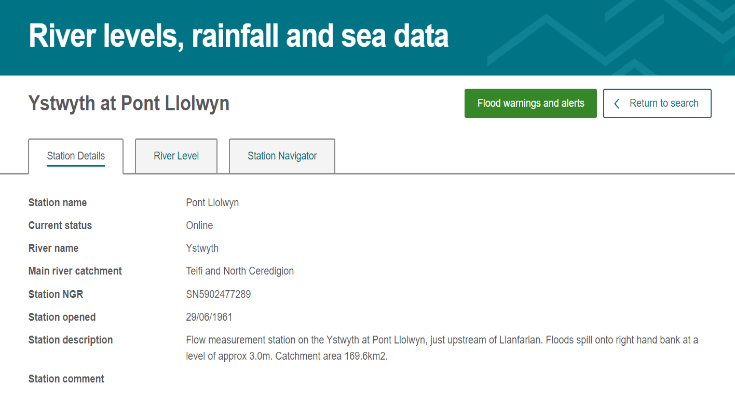 River levels, rainfall and sea data
Ystwyth at Pont Llolwyn
Flood warnings and alerts
Return to search
Station Details
River Level
Station Navigator
Station name Pont Llolwyn
Current status Online
River name Ystwyth
Main river catchment Teifi and North Ceredigion
Station NGR SN5902477289
Station opened 29/06/1961
Station description Flow measurement station on the Ystwyth at Pont Llolwyn, just upstream of Llanfarian. Floods spill onto right hand bank at a
level of approx 3.0m. Catchment area 169.6km2.
Station comment